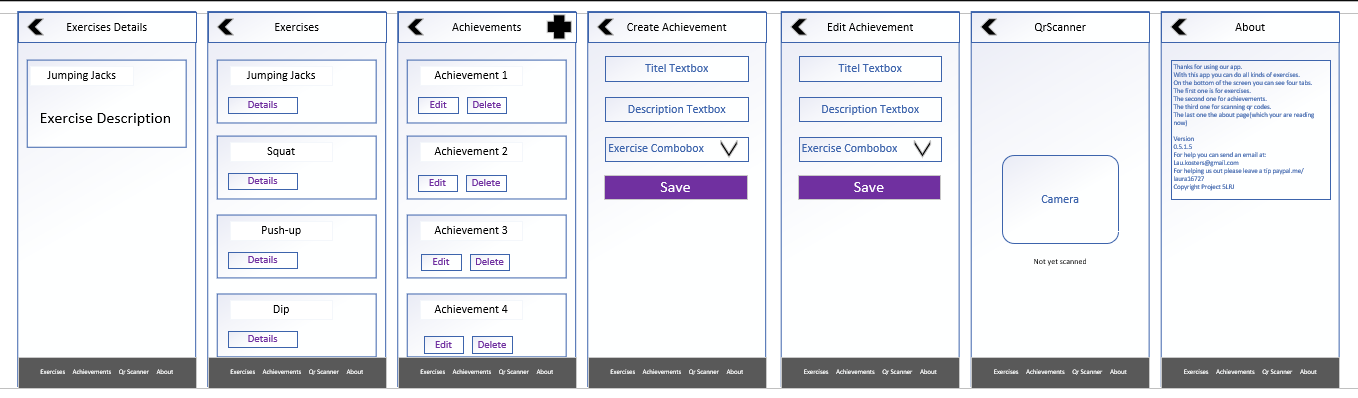 Exercises Details
Jumping Jacks
Exercise Description
Exercises Achievements Qr Scanner About
Exercises
Jumping Jacks
Details
Squat
Details
Push-up
Details
Dip
Details
Exercises Achievements Qr Scanner About
Achievements
Achievement 1
Edit Delete
Achievement 2
Edit Delete
Achievement 3
Edit Delete
Achievement 4
Edit Delete
Exercises Achievements Qr Scanner About
Create Achievement
Titel Textbox
Description Textbox
Exercise Combobox
Save
Exercises Achievements Qr Scanner About
Edit Achievement
Titel Textbox
Description Textbox
Exercise Combobox
Save
Exercises Achievements Qr Scanner About
QrScanner
Camera
Not yet scanned
Exercises Achievements Qr Scanner About
About
Thanks for using our app.
With this app you can do all kinds of exercises.
On the bottom of the screen you can see four tabs.
The first one is for exercises.
The second one for achievements.
The third one for scanning qr codes.
The last one the about page(which your are reading
now)
Version
0.5.1.5
For help you can send an email at:
Lau.kosters@gmail.com
For helping us out please leave a tip paypal.me/
laura16727
Copyright Project 5LRJ
Exercises Achievements Qr Scanner About